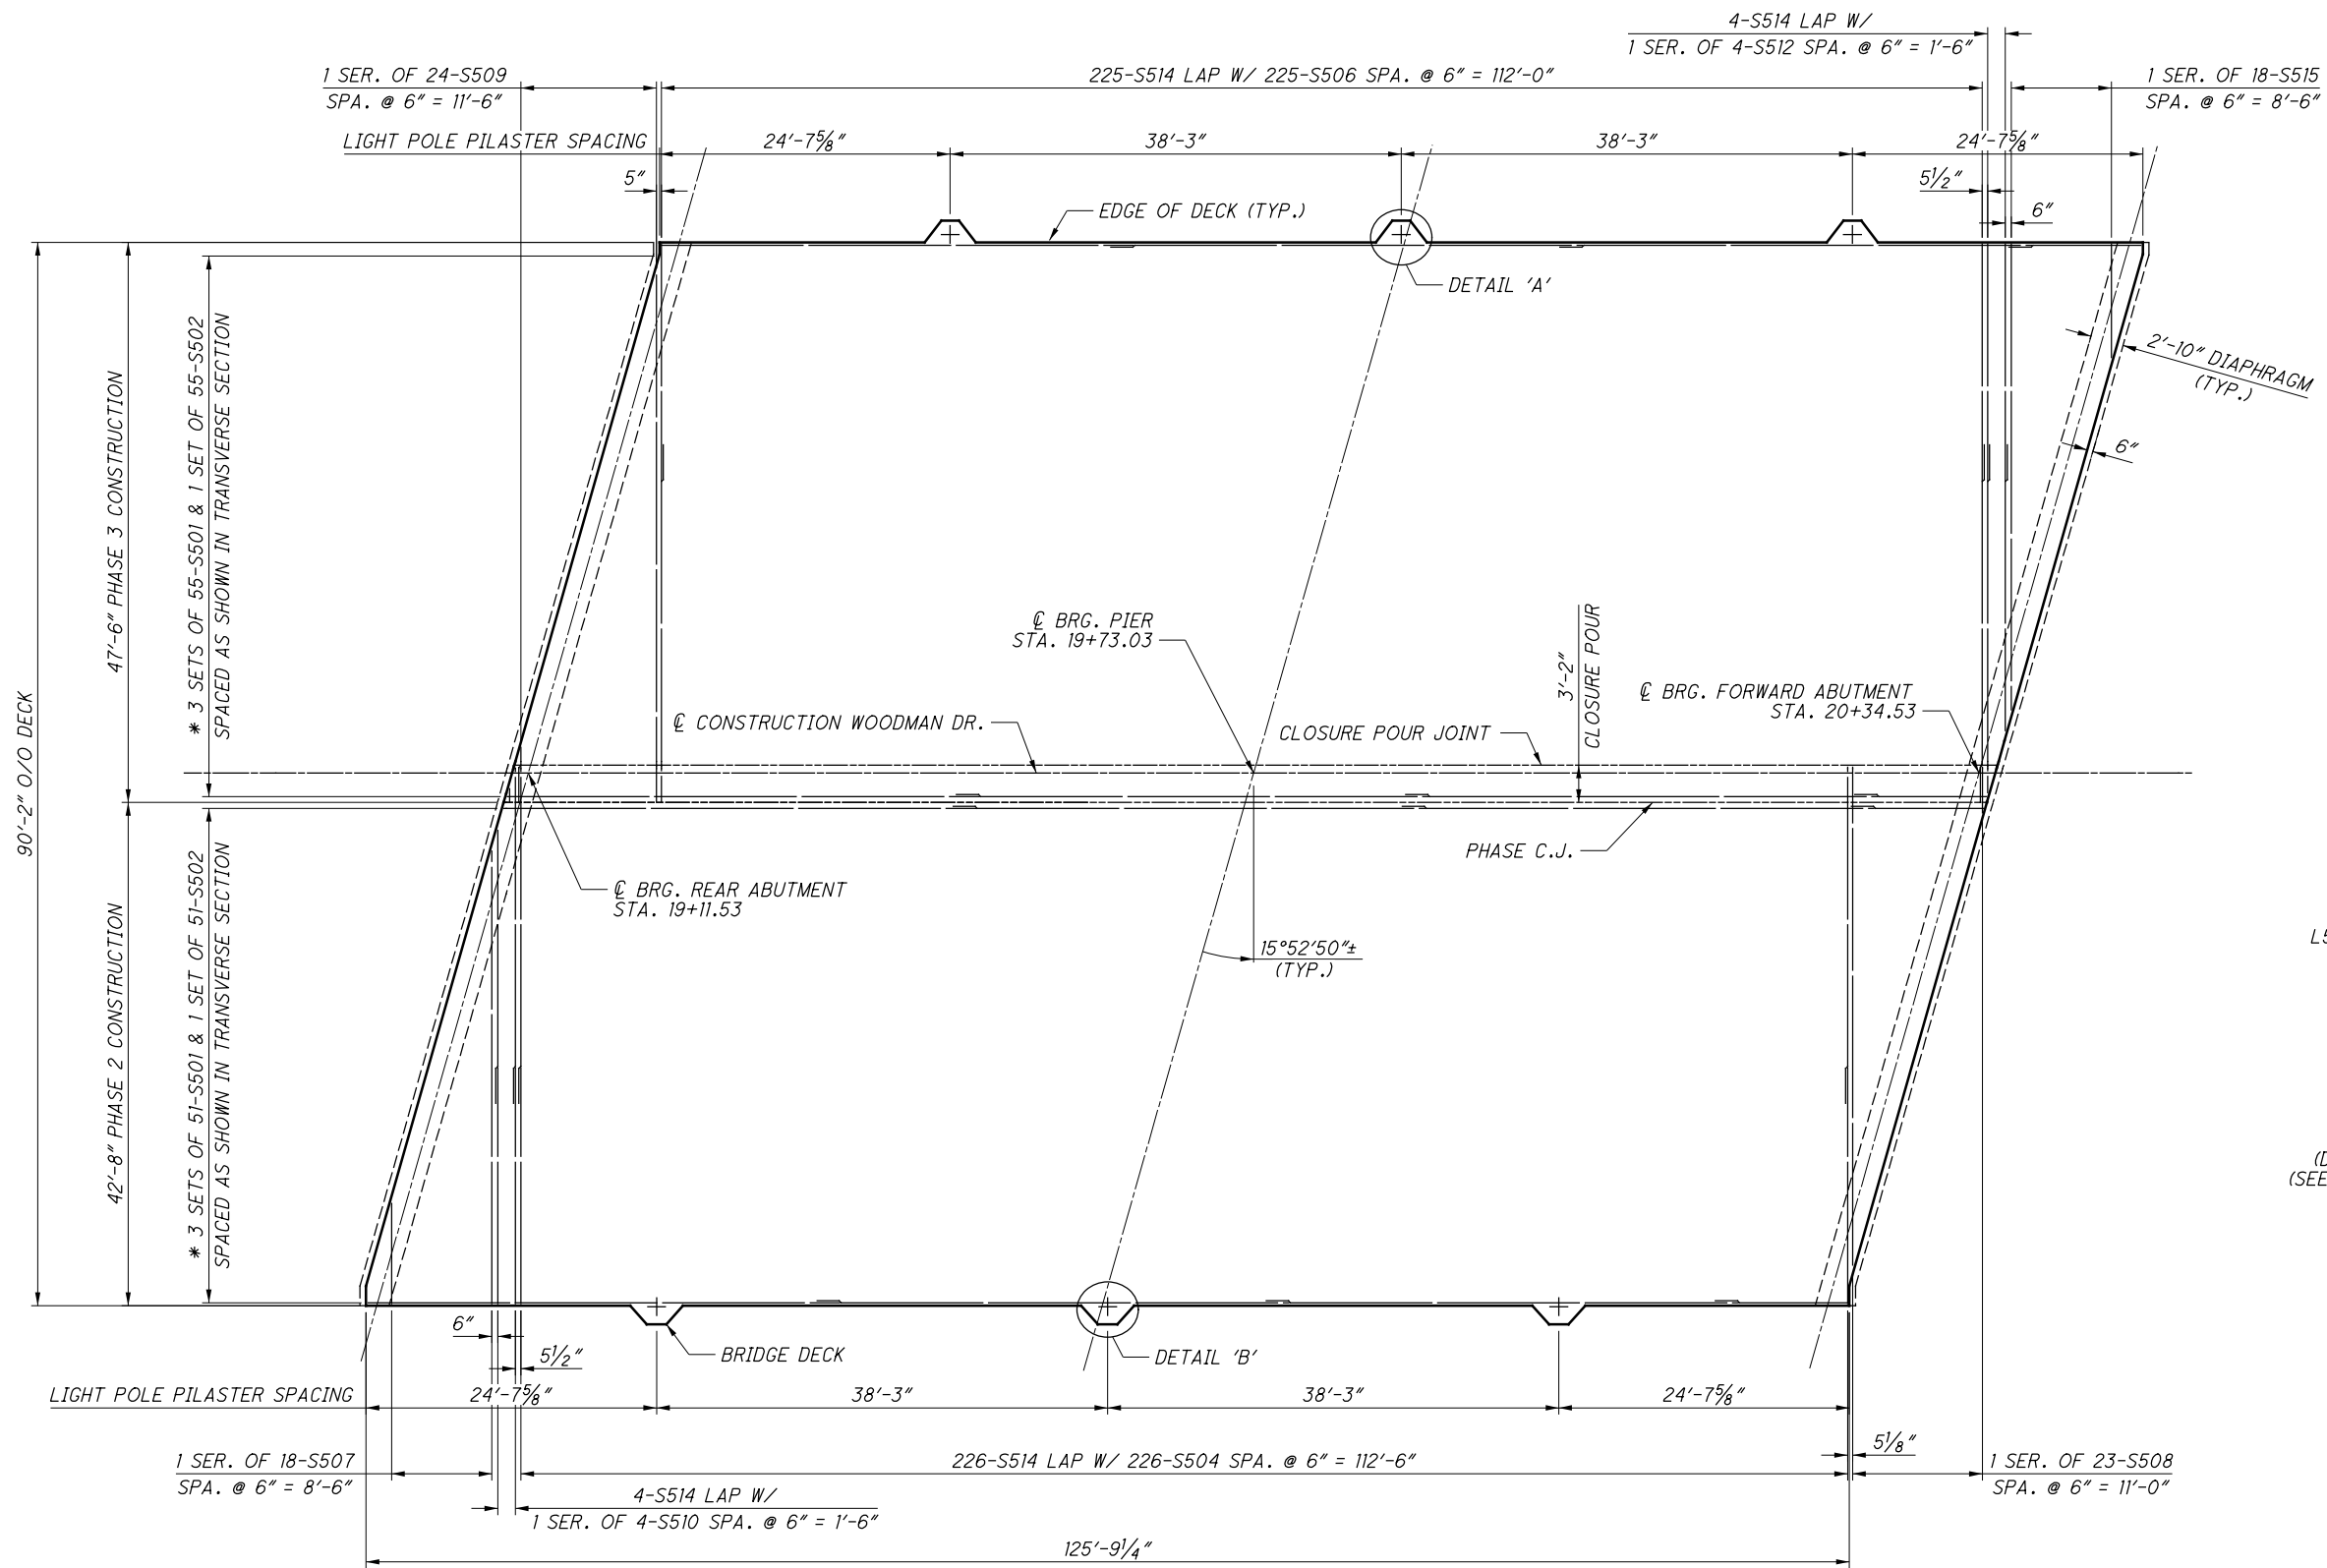 4-S514 LAP W/
1 SER. OF 4-S512 SPA. @ 6" = 1'-6"
1 SER. OF 24-S509
SPA. @ 6" = 11'-6"
225-S514 LAP W/ 225-S506 SPA. @ 6" = 112'-0"
1 SER. OF 18-S515
SPA. @ 6" = 8'-6"
LIGHT POLE PILASTER SPACING
24'-7⅝"
38'-3"
38'-3"
24'-7⅝"
5"
5½"
6"
EDGE OF DECK (TYP.)
DETAIL 'A'
2'-10" DIAPHRAGM
(TYP.)
6"
90'-2" O/O DECK
47'-6" PHASE 3 CONSTRUCTION
* 3 SETS OF 55-S501 & 1 SET OF 55-S502
SPACED AS SHOWN IN TRANSVERSE SECTION
℄ BRG. PIER
STA. 19+73.03
3'-2"
CLOSURE POUR
℄ BRG. FORWARD ABUTMENT
STA. 20+34.53
℄ CONSTRUCTION WOODMAN DR.
CLOSURE POUR JOINT
PHASE C.J.
℄ BRG. REAR ABUTMENT
STA. 19+11.53
42'-8" PHASE 2 CONSTRUCTION
* 3 SETS OF 51-S501 & 1 SET OF 51-S502
SPACED AS SHOWN IN TRANSVERSE SECTION
15°52'50"±
(TYP.)
L5
(D
(SEE
6"
5½"
BRIDGE DECK
DETAIL 'B'
LIGHT POLE PILASTER SPACING
24'-7⅝"
38'-3"
38'-3"
24'-7⅝"
5⅛"
1 SER. OF 18-S507
SPA. @ 6" = 8'-6"
226-S514 LAP W/ 226-S504 SPA. @ 6" = 112'-6"
1 SER. OF 23-S508
SPA. @ 6" = 11'-0"
4-S514 LAP W/
1 SER. OF 4-S510 SPA. @ 6" = 1'-6"
125'-9¼"